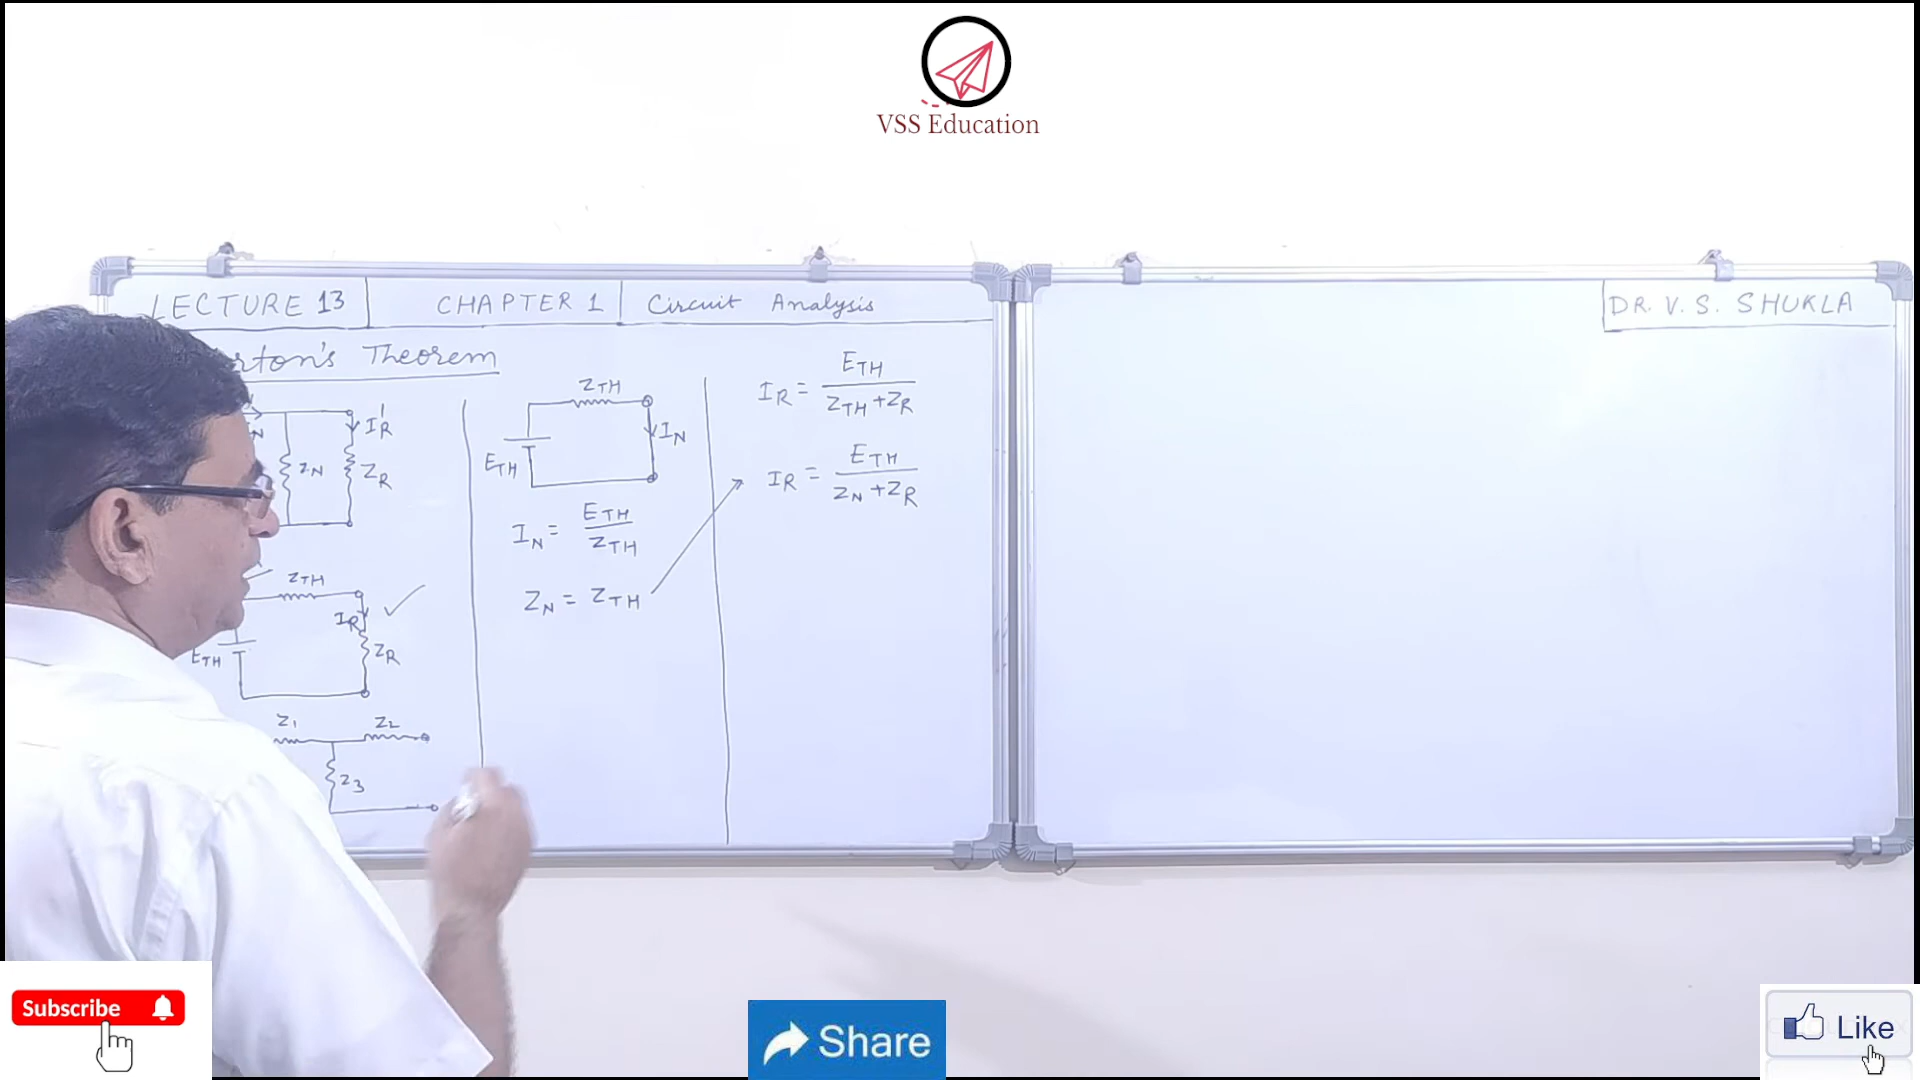 VSS Education
LECTURE 13
CHAPTER 1
Circuit Analysis
DR. V. S. SHUKLA
rton's Theorem
N
I'R
ZN
ZR
ZTH
IR
ETH
ZR
Z1
Z2
Z3
ZTH
IN
ETH
IN = ETH / ZTH
ZN = ZTH
IR = ETH / ZTH + ZR
IR = ETH / ZN + ZR
Subscribe
Share
Like